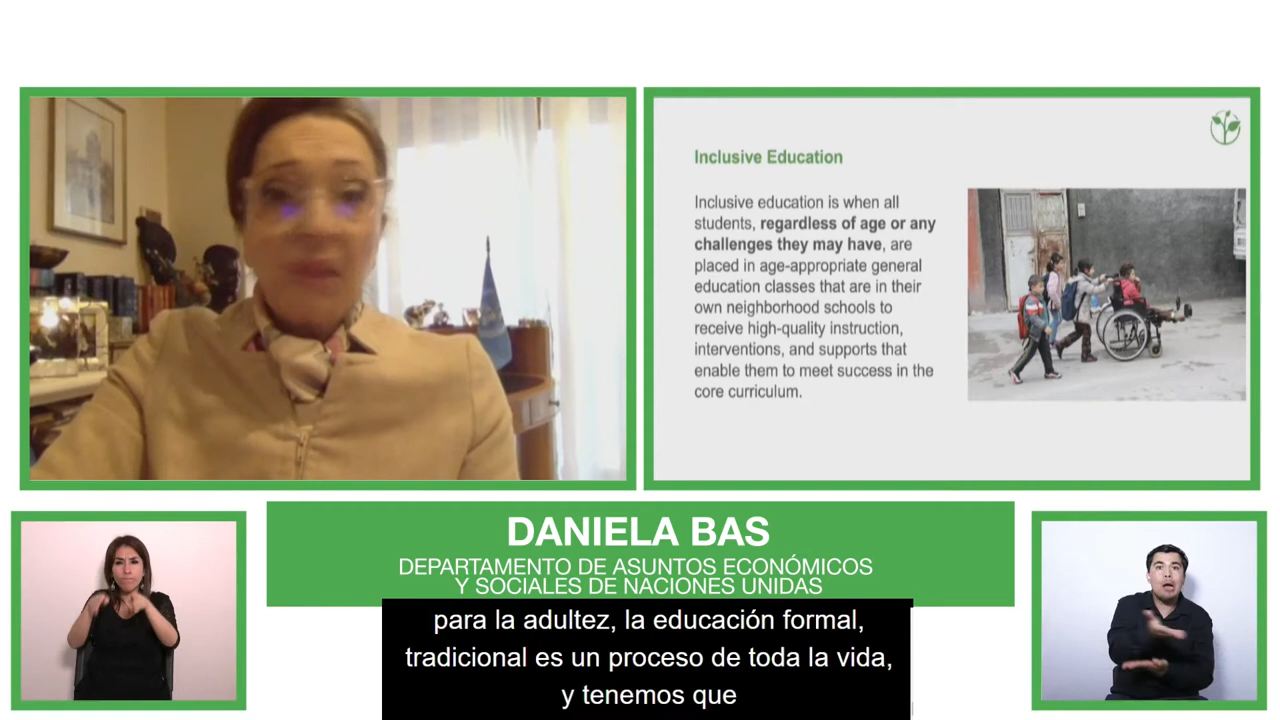 Inclusive Education
Inclusive education is when all
students, regardless of age or any
challenges they may have, are
placed in age-appropriate general
education classes that are in their
own neighborhood schools to
receive high-quality instruction,
interventions, and supports that
enable them to meet success in the
core curriculum.
DANIELA BAS
DEPARTAMENTO DE ASUNTOS ECONÓMICOS
Y SOCIALES DE NACIONES UNIDAS
para la adultez, la educación formal,
tradicional es un proceso de toda la vida,
y tenemos que